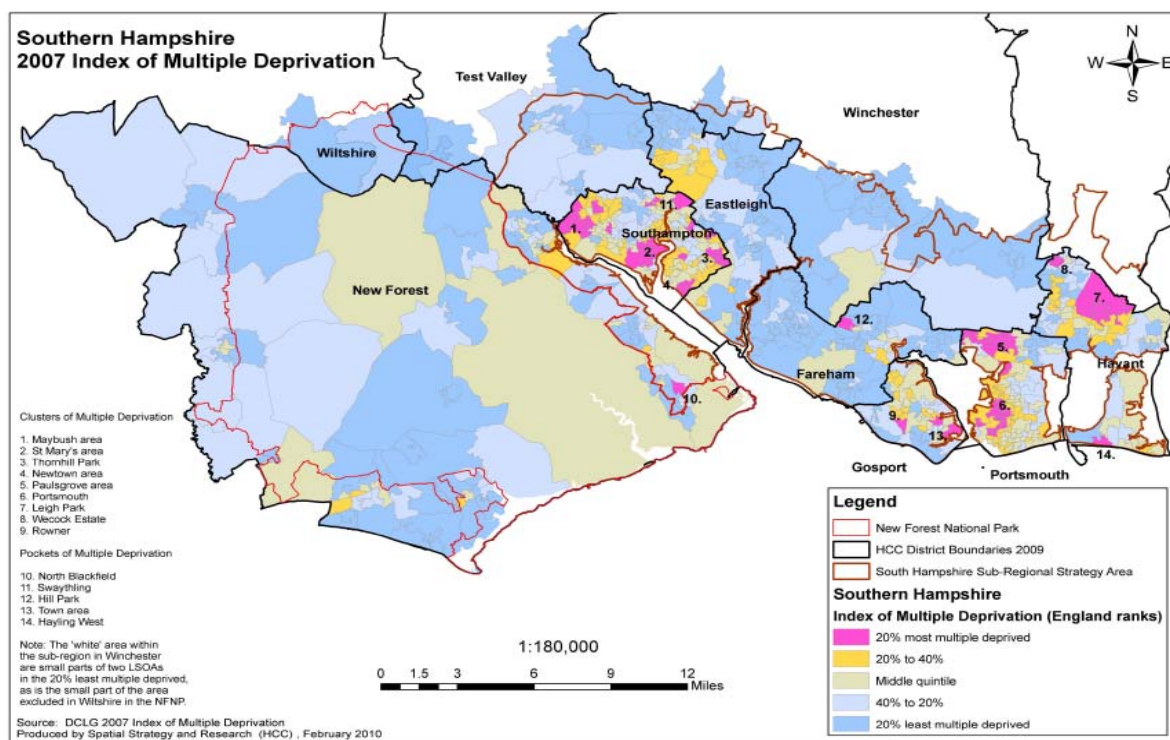 Southern Hampshire
2007 Index of Multiple Deprivation
Test Valley
Winchester
N
W E
S
Wiltshire
Eastleigh
11.
1.
Southampton
2.
3.
4.
New Forest
8.
7.
12.
5.
Havant
Fareham
10.
9.
6.
13.
14.
Gosport
Portsmouth
Clusters of Multiple Deprivation
1. Maybush area
2. St Mary's area
3. Thornhill Park
4. Newtown area
5. Paulsgrove area
6. Portsmouth
7. Leigh Park
8. Wecock Estate
9. Rowner
Pockets of Multiple Deprivation
10. North Blackfield
11. Swaythling
12. Hill Park
13. Town area
14. Hayling West
Note: The 'white' area within
the sub-region in Winchester
are small parts of two LSOAs
in the 20% least multiple deprived,
as is the small part of the area
excluded in Wiltshire in the NFNP.
Source: DCLG 2007 Index of Multiple Deprivation
Produced by Spatial Strategy and Research (HCC) , February 2010
1:180,000
0 1.5 3 6 9 12
Miles
Legend
New Forest National Park
HCC District Boundaries 2009
South Hampshire Sub-Regional Strategy Area
Southern Hampshire
Index of Multiple Deprivation (England ranks)
20% most multiple deprived
20% to 40%
Middle quintile
40% to 20%
20% least multiple deprived